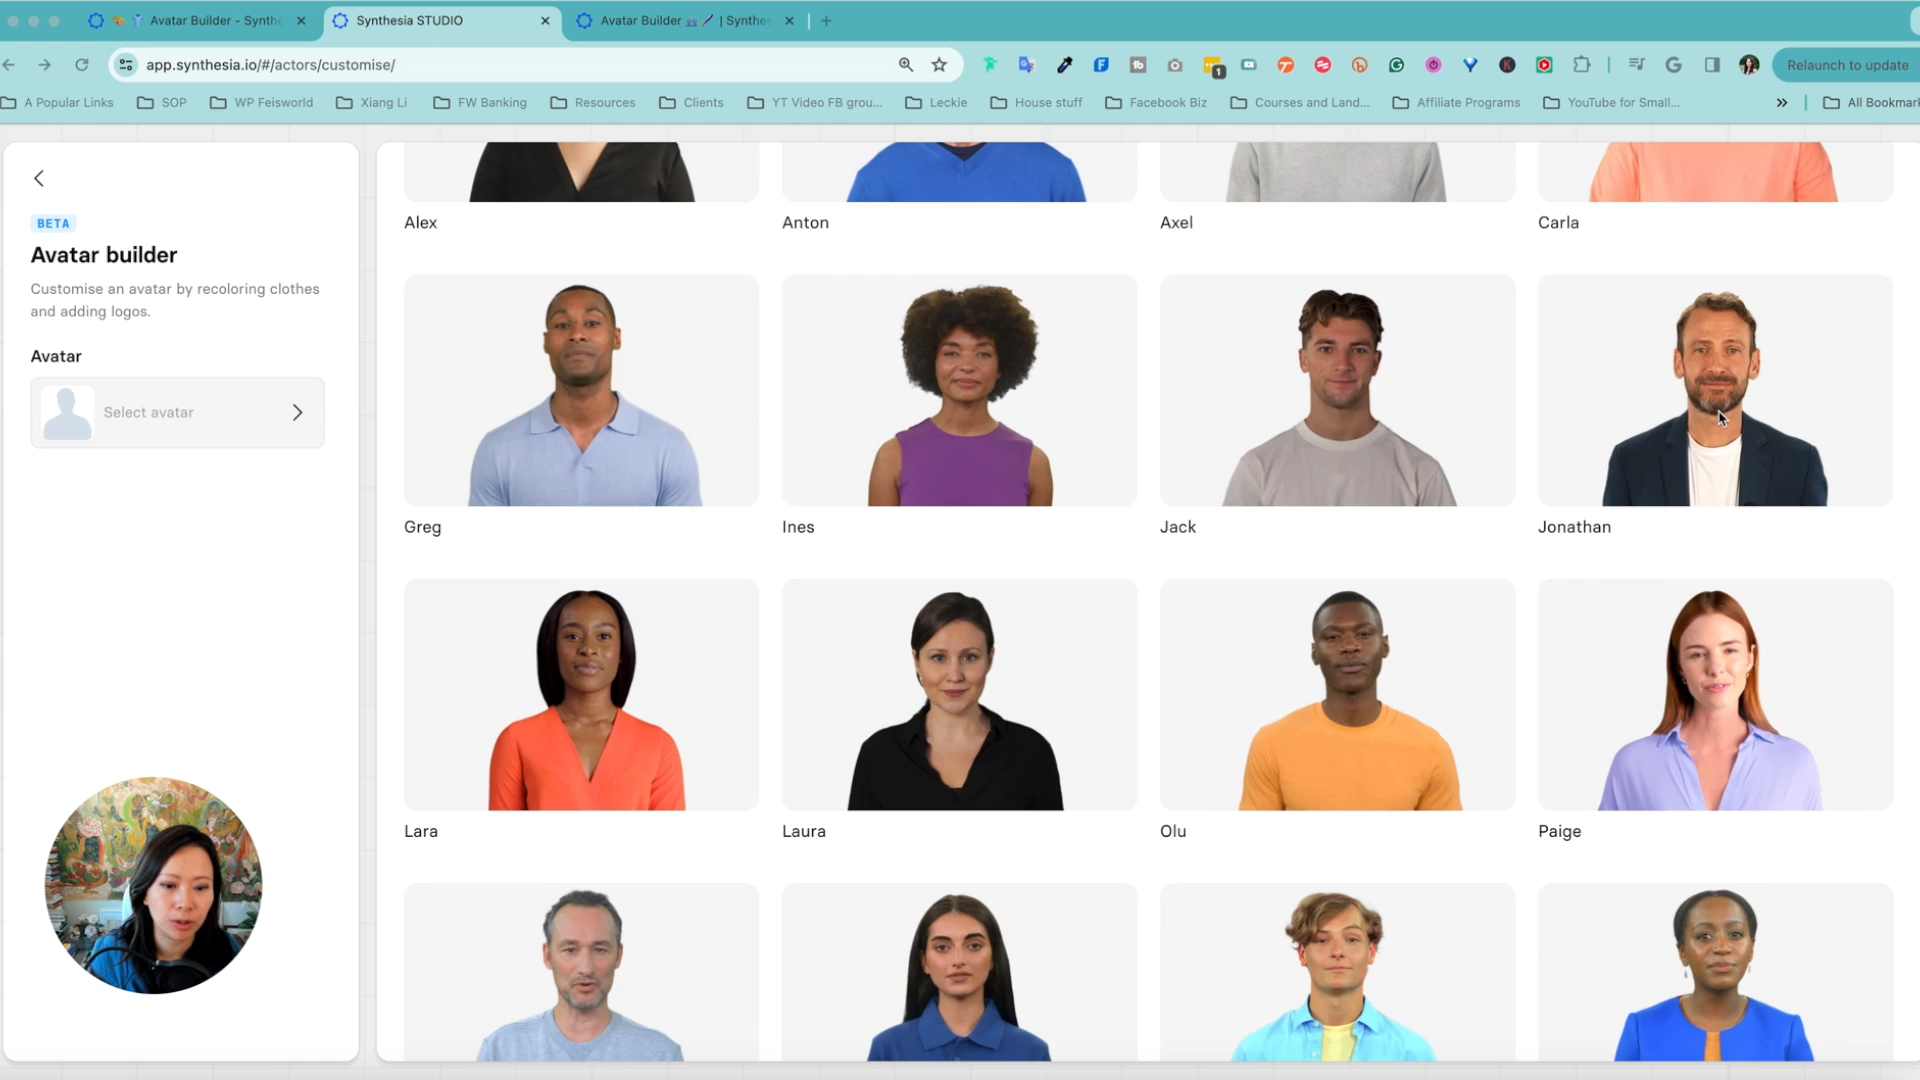 Avatar Builder - Synthe
Synthesia STUDIO
Avatar Builder | Synthes
app.synthesia.io/#/actors/customise/
1
Relaunch to update
A Popular Links
SOP
WP Feisworld
Xiang Li
FW Banking
Resources
Clients
YT Video FB grou...
Leckie
House stuff
Facebook Biz
Courses and Land...
Affiliate Programs
YouTube for Small...
All Bookmark
BETA
Avatar builder
Customise an avatar by recoloring clothes
and adding logos.
Avatar
Select avatar
Alex
Anton
Axel
Carla
Greg
Ines
Jack
Jonathan
Lara
Laura
Olu
Paige